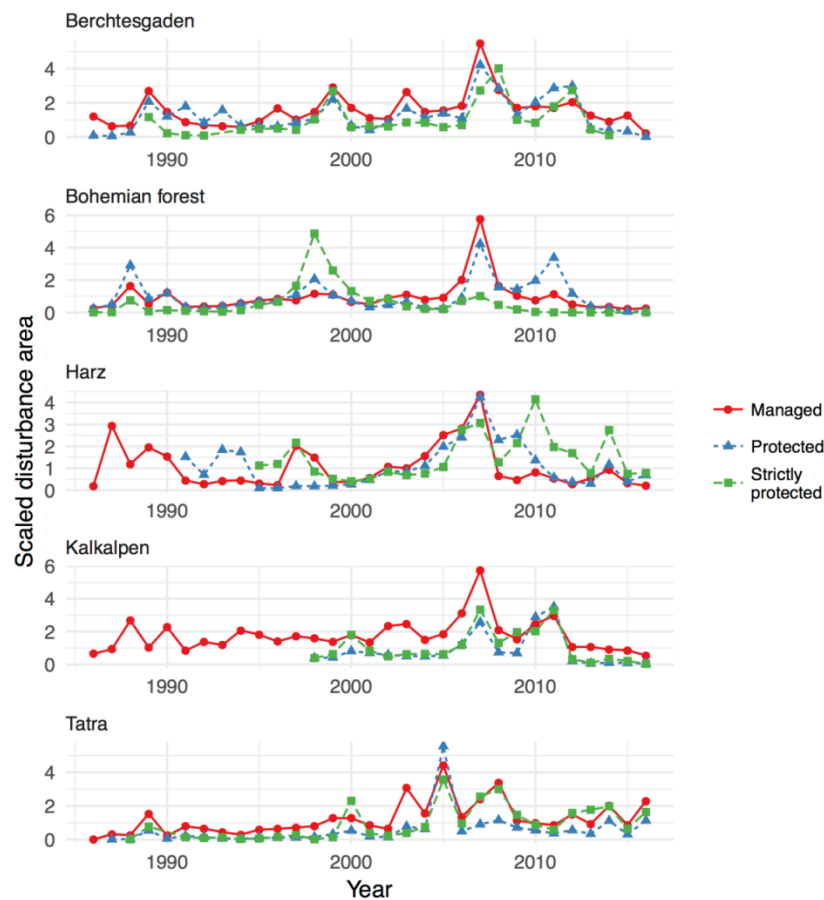 Berchtesgaden
4
2
0
1990 2000 2010
Bohemian forest
6
4
2
0
1990 2000 2010
Harz
4
3
2
1
0
1990 2000 2010
Kalkalpen
6
4
2
0
1990 2000 2010
Tatra
4
2
0
1990 2000 2010
Year
Scaled disturbance area
Managed
Protected
Strictly
protected